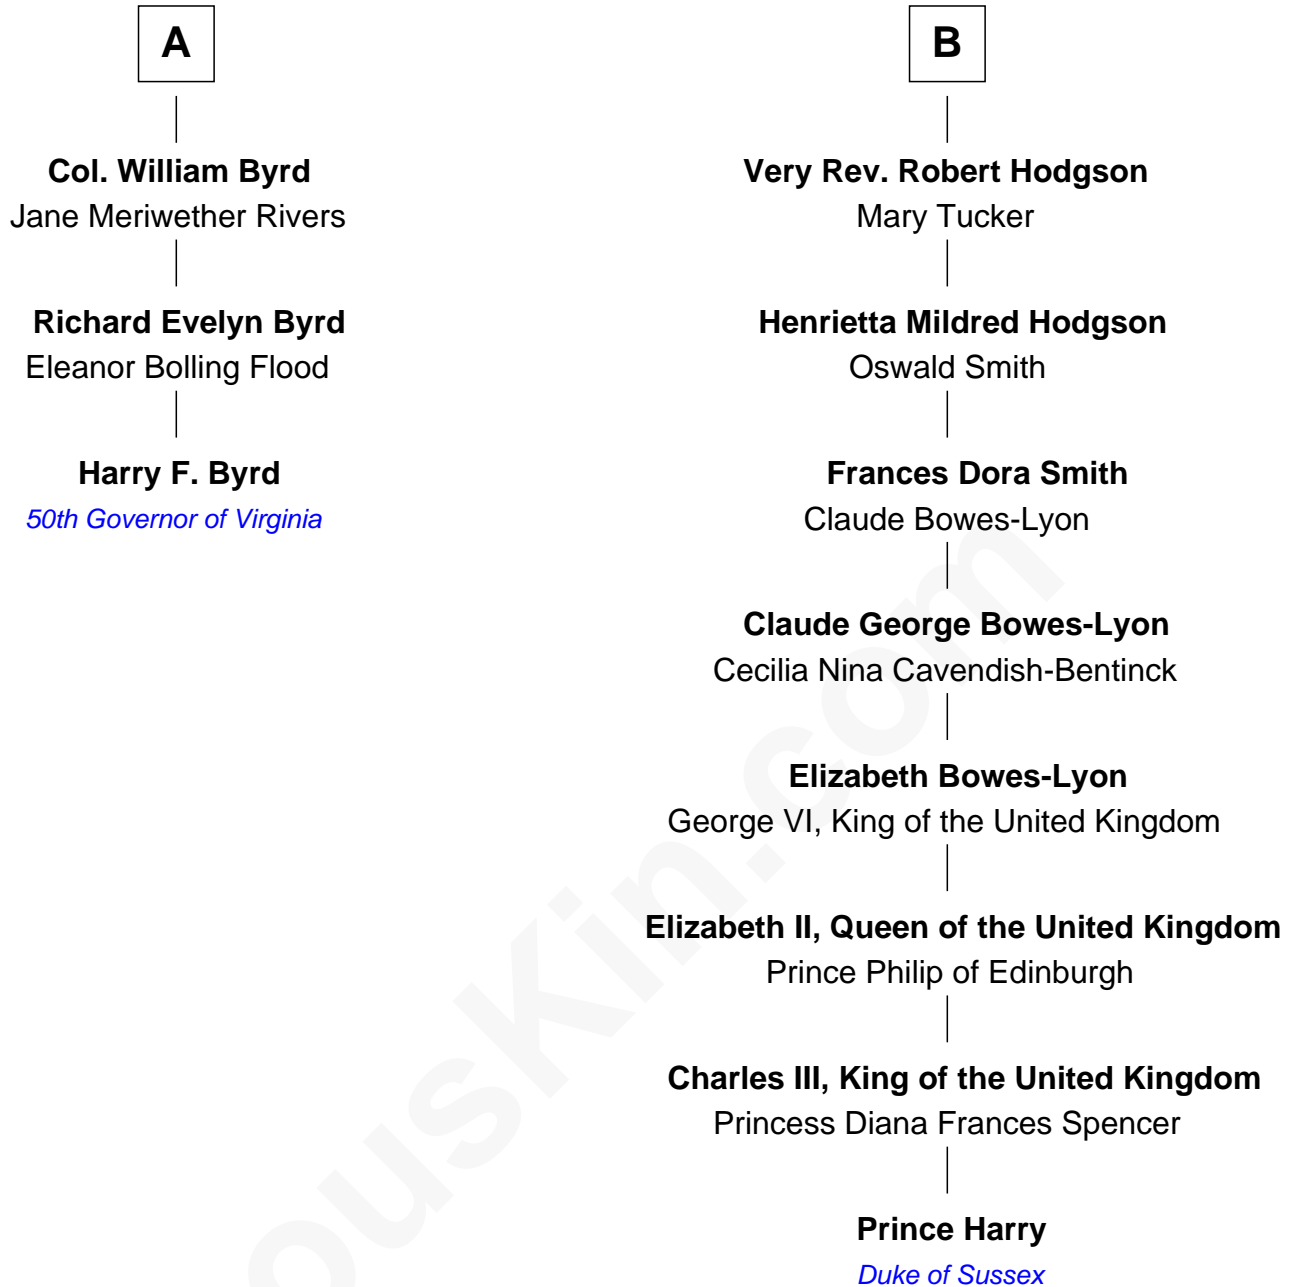 A
Col. William Byrd
Jane Meriwether Rivers
Richard Evelyn Byrd
Eleanor Bolling Flood
Harry F. Byrd
50th Governor of Virginia
B
Very Rev. Robert Hodgson
Mary Tucker
Henrietta Mildred Hodgson
Oswald Smith
Frances Dora Smith
Claude Bowes-Lyon
Claude George Bowes-Lyon
Cecilia Nina Cavendish-Bentinck
Elizabeth Bowes-Lyon
George VI, King of the United Kingdom
Elizabeth II, Queen of the United Kingdom
Prince Philip of Edinburgh
Charles III, King of the United Kingdom
Princess Diana Frances Spencer
Prince Harry
Duke of Sussex
ousKin.com